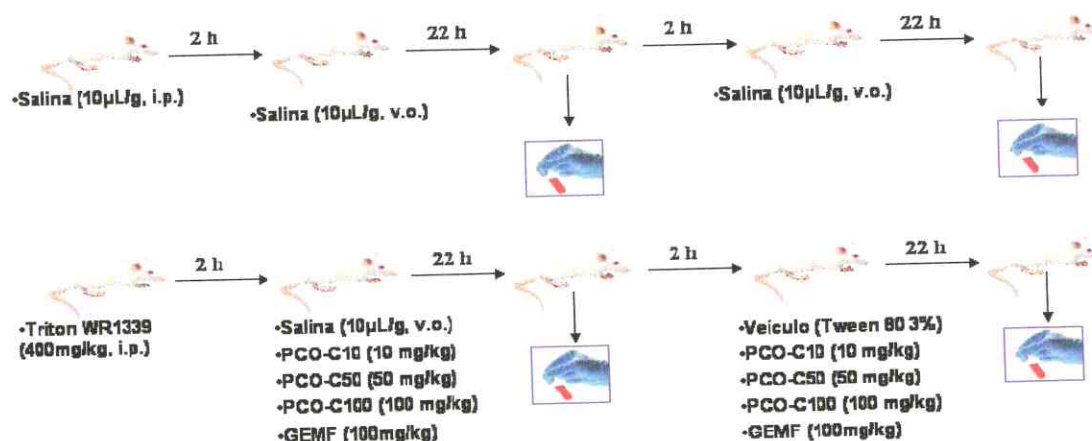 2 h
22 h
2 h
22 h
•Salina (10µL/g, i.p.)
•Salina (10µL/g, v.o.)
•Salina (10µL/g, v.o.)
2 h
22 h
2 h
22 h
•Triton WR1339
(400mg/kg, i.p.)
•Salina (10µL/g, v.o.)
•PCO-C10 (10 mg/kg)
•PCO-C50 (50 mg/kg)
•PCO-C100 (100 mg/kg)
•GEMF (100mg/kg)
•Veículo (Tween 80 3%)
•PCO-C10 (10 mg/kg)
•PCO-C50 (50 mg/kg)
•PCO-C100 (100 mg/kg)
•GEMF (100mg/kg)